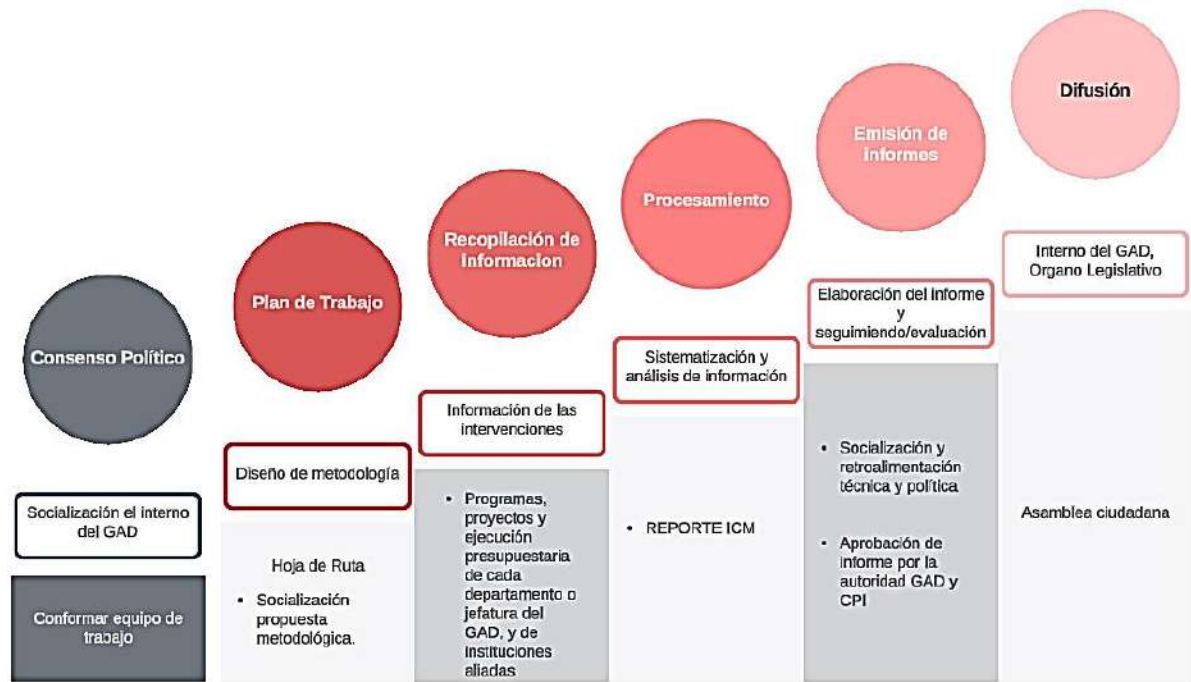 Consenso Político
Socialización el interno
del GAD
Conformar equipo de
trabajo
Plan de Trabajo
Diseño de metodología
Hoja de Ruta
• Socialización
propuesta
metodológica.
Recopilación de
Informacion
Información de las
intervenciones
• Programas,
proyectos y
ejecución
presupuestaria
de cada
departamento o
jefatura del
GAD, y de
instituciones
aliadas
Procesamiento
Sistematización y
análisis de información
• REPORTE ICM
Emisión de
informes
Elaboración del informe
y
seguimiendo/evaluación
• Socialización y
retroalimentación
técnica y política
• Aprobación de
informe por la
autoridad GAD y
CPI
Difusión
Interno del GAD,
Organo Legislativo
Asamblea ciudadana